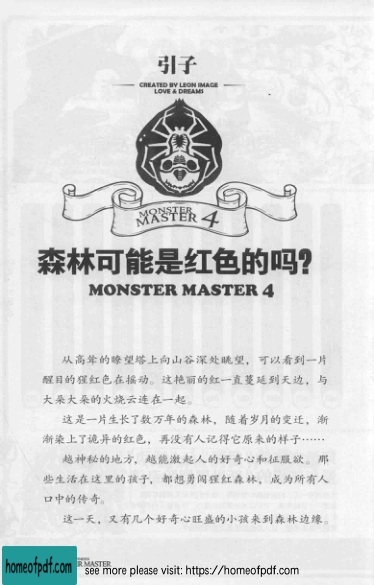 引子
CREATED BY LEON IMAGE
LOVE & DREAMS
MONSTER
MASTER 4
森林可能是红色的吗?
MONSTER MASTER 4
从高耸的瞭望塔上向山谷深处眺望，可以看到一片
醒目的猩红色在摇动。这艳丽的红一直蔓延到天边，与
大朵大朵的火烧云连在一起。
这是一片生长了数万年的森林，随着岁月的变迁，渐
渐染上了诡异的红色，再没有人记得它原来的样子……
越神秘的地方，越能激起人的好奇心和征服欲。那
些生活在这里的孩子，都想勇闯猩红森林，成为所有人
口中的传奇。
这一天，又有几个好奇心旺盛的小孩来到森林边缘。
MASTER
homeofpdf.com
see more please visit: https://homeofpdf.com